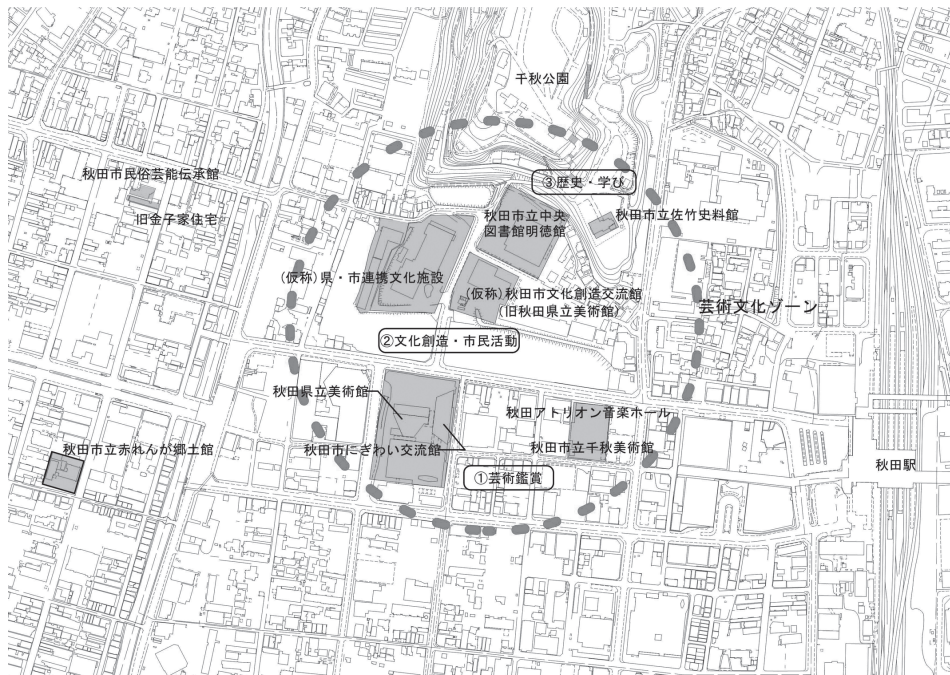 千秋公園
③歴史・学び
秋田市民俗芸能伝承館
旧金子家住宅
秋田市立中央
図書館明徳館
秋田市立佐竹史料館
(仮称)県・市連携文化施設
(仮称)秋田市文化創造交流館
(旧秋田県立美術館)
芸術文化ゾーン
②文化創造・市民活動
秋田県立美術館
秋田アトリオン音楽ホール
秋田市立赤れんが郷土館
秋田市にぎわい交流館
秋田市立千秋美術館
秋田駅
①芸術鑑賞